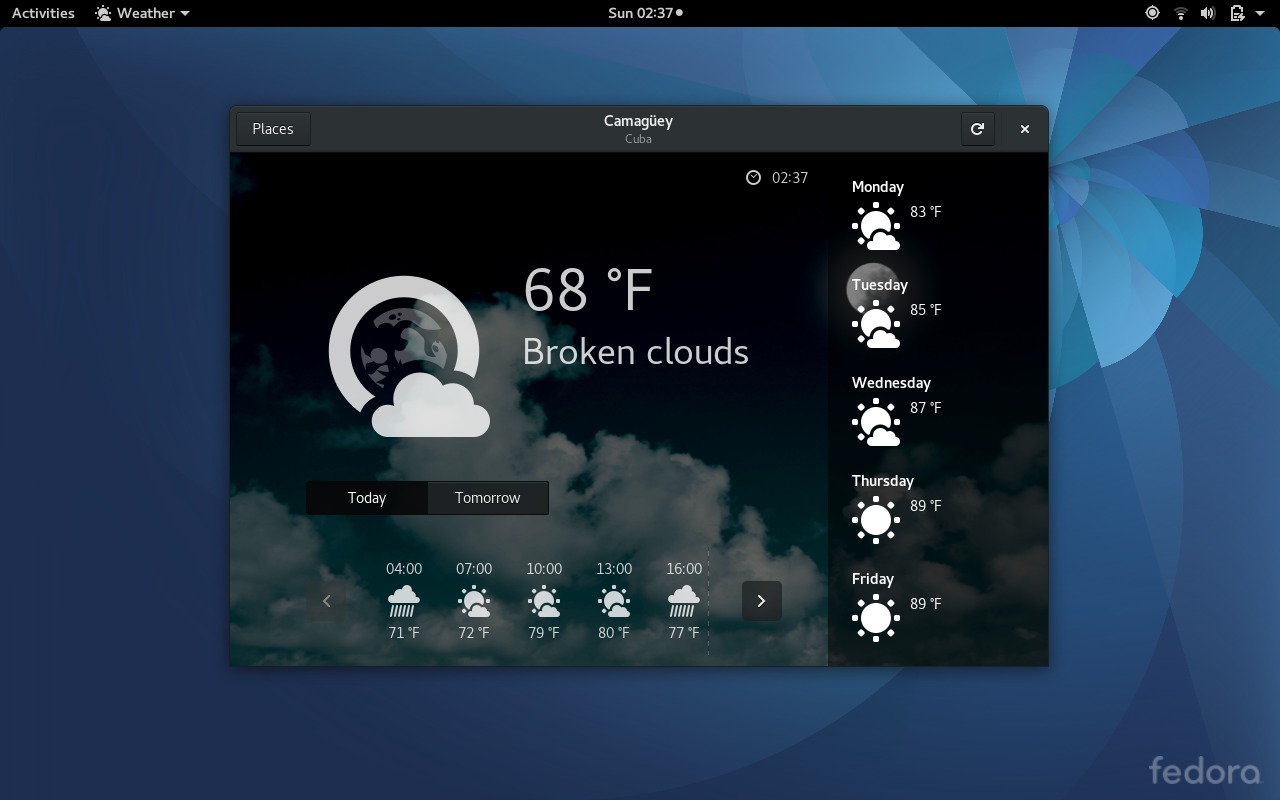 Activities Weather Sun 02:37
Places Camagüey
Cuba
02:37
68 °F
Broken clouds
Today Tomorrow
04:00 07:00 10:00 13:00 16:00
71 °F 72 °F 79 °F 80 °F 77 °F
Monday
83 °F
Tuesday
85 °F
Wednesday
87 °F
Thursday
89 °F
Friday
89 °F
fedora